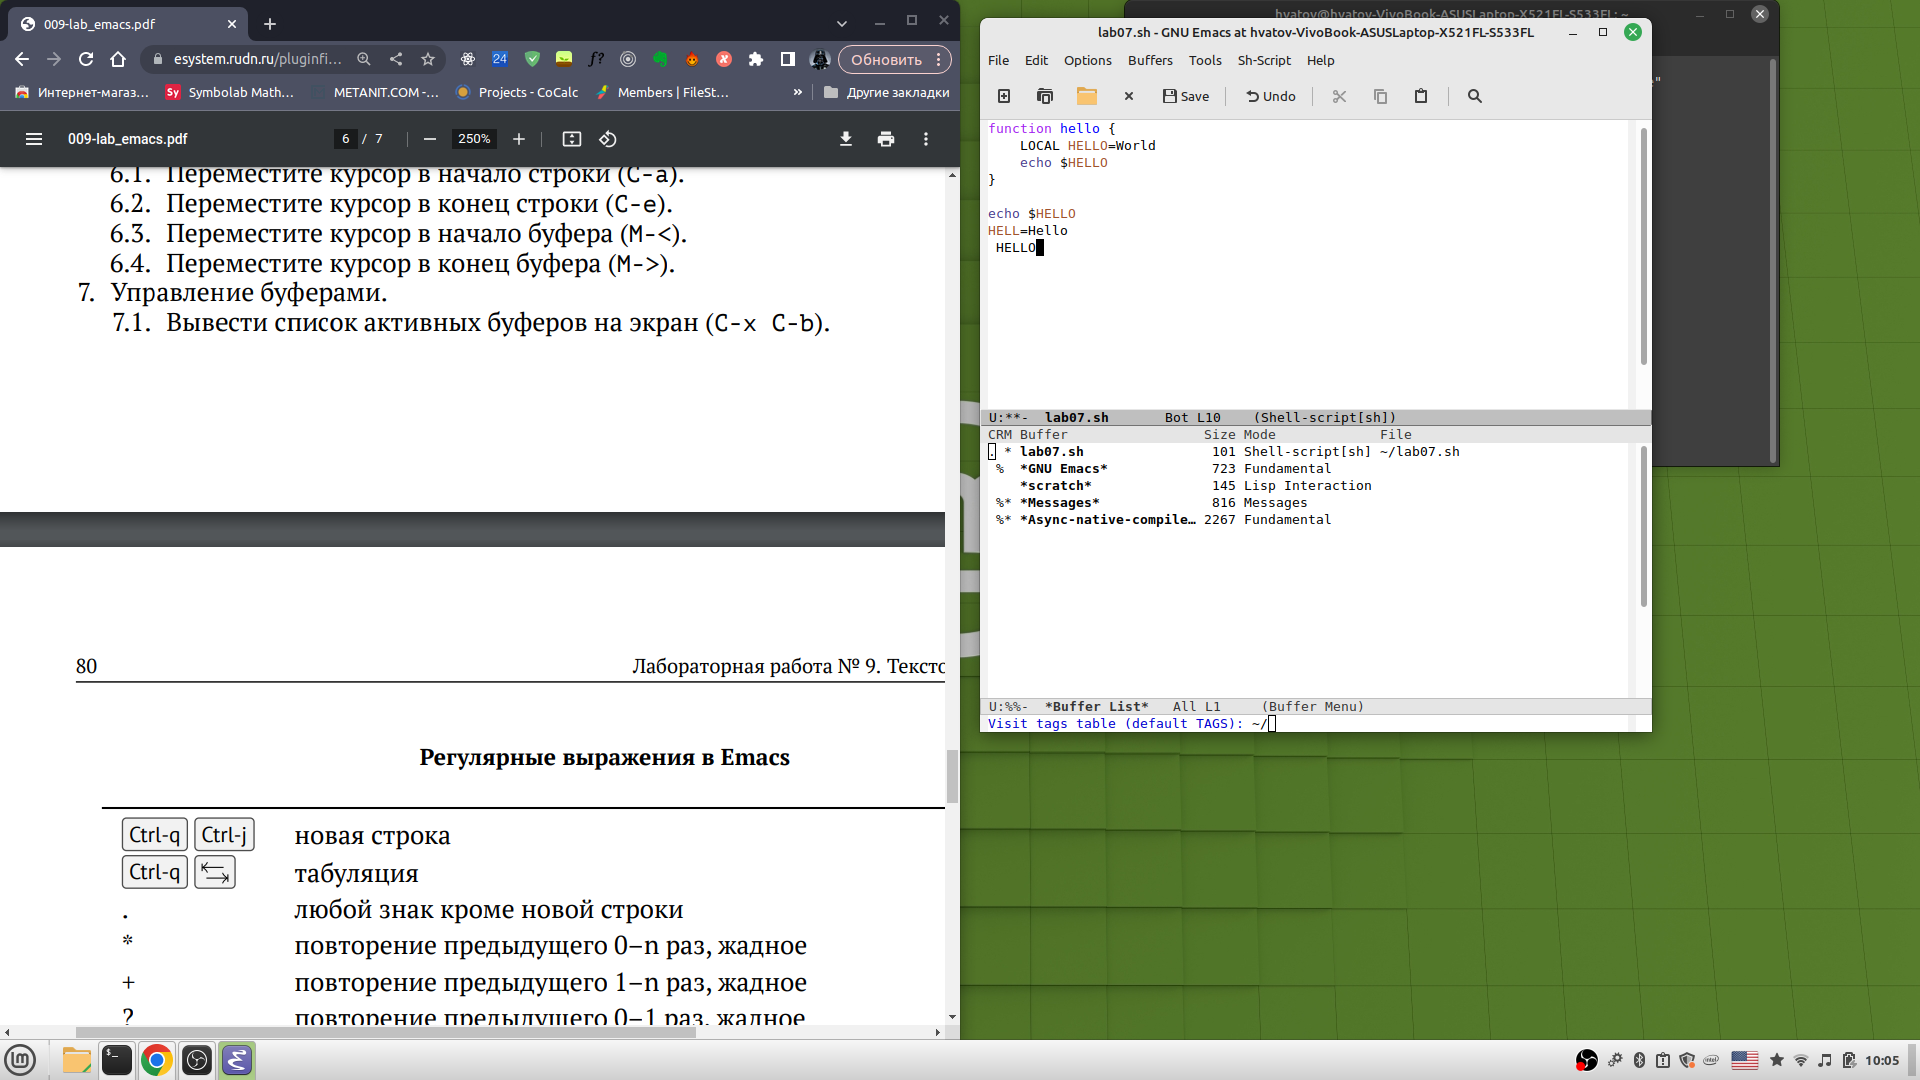 009-lab_emacs.pdf
esystem.rudn.ru/pluginfi...
24
f?
Обновить
Интернет-магаз...
Sy Symbolab Math...
METANIT.COM -...
Projects - CoCalc
Members | FileSt...
»
Другие закладки
009-lab_emacs.pdf
6 / 7
250%
6.1. Переместите курсор в начало строки (C-a).
6.2. Переместите курсор в конец строки (C-e).
6.3. Переместите курсор в начало буфера (M-<).
6.4. Переместите курсор в конец буфера (M->).
7. Управление буферами.
7.1. Вывести список активных буферов на экран (C-x C-b).
80
Лабораторная работа № 9. Тексто
Регулярные выражения в Emacs
Ctrl-q Ctrl-j новая строка
Ctrl-q табуляция
. любой знак кроме новой строки
* повторение предыдущего 0–n раз, жадное
+ повторение предыдущего 1–n раз, жадное
? повторение предыдущего 0–1 раз, жадное
hvatov@hvatov-VivoBook-ASUSLaptop-X521FL-S533FL: ~
lab07.sh - GNU Emacs at hvatov-VivoBook-ASUSLaptop-X521FL-S533FL
File Edit Options Buffers Tools Sh-Script Help
Save Undo
function hello {
LOCAL HELLO=World
echo $HELLO
}
echo $HELLO
HELL=Hello
HELLO
U:**- lab07.sh Bot L10 (Shell-script[sh])
CRM Buffer Size Mode File
. * lab07.sh 101 Shell-script[sh] ~/lab07.sh
% *GNU Emacs* 723 Fundamental
*scratch* 145 Lisp Interaction
%* *Messages* 816 Messages
%* *Async-native-compile… 2267 Fundamental
U:%%- *Buffer List* All L1 (Buffer Menu)
Visit tags table (default TAGS): ~/
10:05